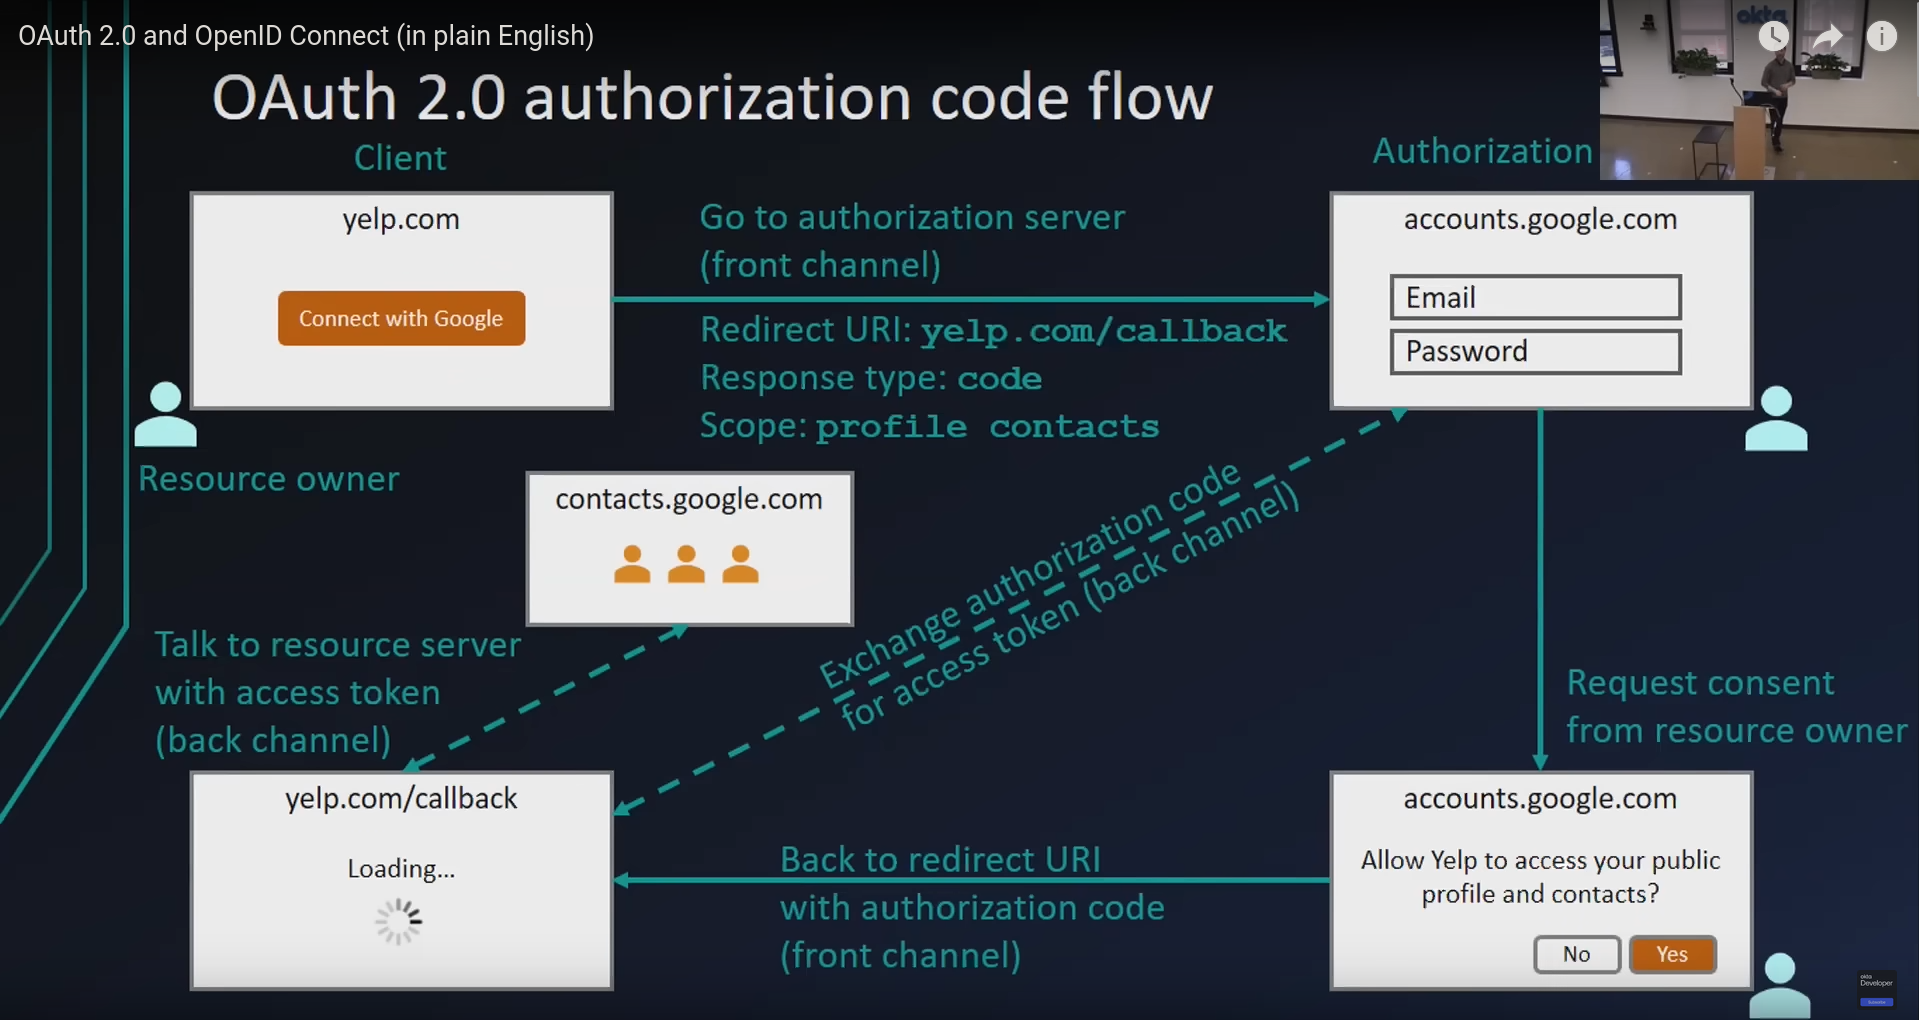 OAuth 2.0 and OpenID Connect (in plain English)
okta
OAuth 2.0 authorization code flow
Client
Authorization
yelp.com
Connect with Google
Go to authorization server
(front channel)
Redirect URI: yelp.com/callback
Response type: code
Scope: profile contacts
accounts.google.com
Email
Password
Resource owner
contacts.google.com
Exchange authorization code
for access token (back channel)
Talk to resource server
with access token
(back channel)
Request consent
from resource owner
yelp.com/callback
Loading...
Back to redirect URI
with authorization code
(front channel)
accounts.google.com
Allow Yelp to access your public
profile and contacts?
No
Yes
okta
Developer